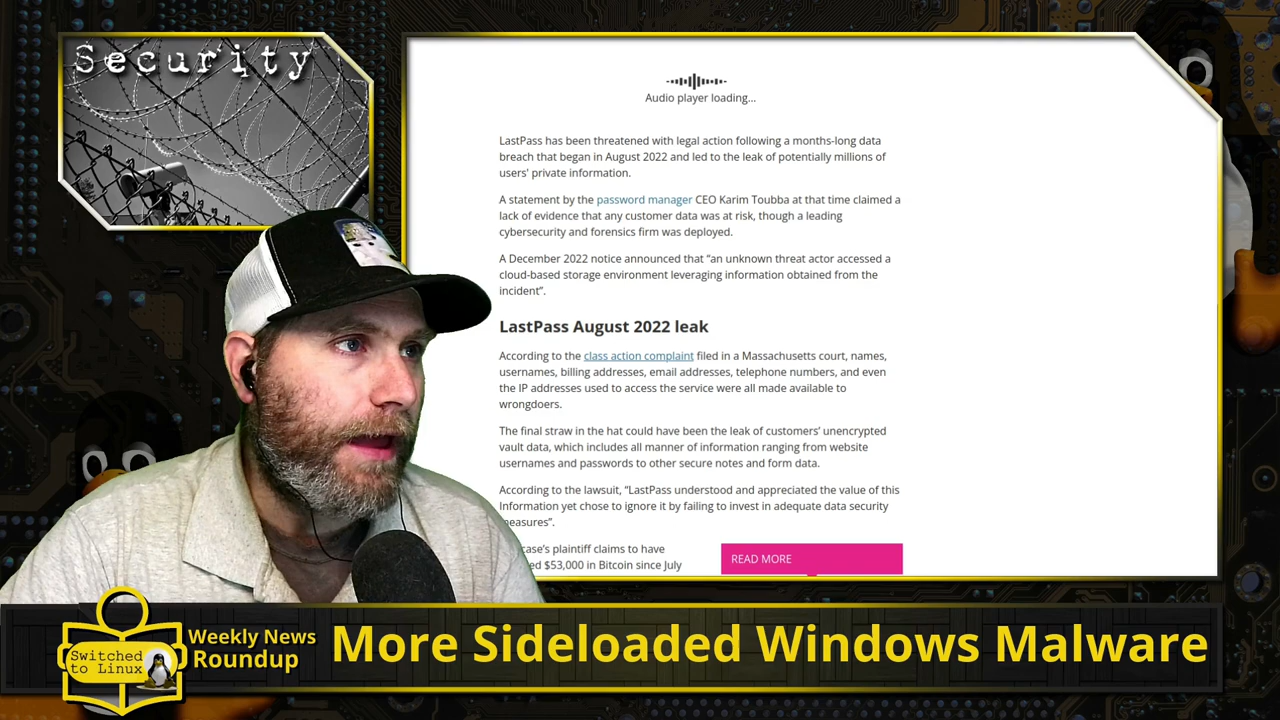 Security
Audio player loading...
LastPass has been threatened with legal action following a months-long data
breach that began in August 2022 and led to the leak of potentially millions of
users' private information.
A statement by the password manager CEO Karim Toubba at that time claimed a
lack of evidence that any customer data was at risk, though a leading
cybersecurity and forensics firm was deployed.
A December 2022 notice announced that “an unknown threat actor accessed a
cloud-based storage environment leveraging information obtained from the
incident”.
LastPass August 2022 leak
According to the class action complaint filed in a Massachusetts court, names,
usernames, billing addresses, email addresses, telephone numbers, and even
the IP addresses used to access the service were all made available to
wrongdoers.
The final straw in the hat could have been the leak of customers’ unencrypted
vault data, which includes all manner of information ranging from website
usernames and passwords to other secure notes and form data.
According to the lawsuit, “LastPass understood and appreciated the value of this
Information yet chose to ignore it by failing to invest in adequate data security
measures”.
case’s plaintiff claims to have
$53,000 in Bitcoin since July
READ MORE
Switched
to Linux
Weekly News
Roundup
More Sideloaded Windows Malware